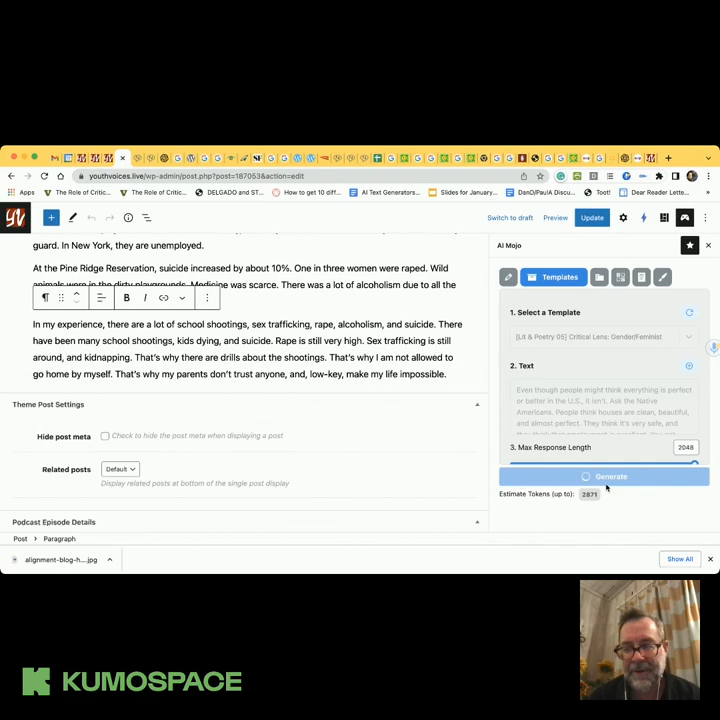 youthvoices.live/wp-admin/post.php?post=187053&action=edit
Apps
The Role of Critic...
The Role of Critic...
DELGADO and ST...
How to get 10 diff...
AI Text Generators...
Slides for January...
DanO/PaulA Discu...
Toot!
Dear Reader Lette...
Switch to draft
Preview
Update
guard. In New York, they are unemployed.
At the Pine Ridge Reservation, suicide increased by about 10%. One in three women were raped. Wild
animals were in the dirty playgrounds. Medicine was scarce. There was a lot of alcoholism due to all the
In my experience, there are a lot of school shootings, sex trafficking, rape, alcoholism, and suicide. There
have been many school shootings, kids dying, and suicide. Rape is still very high. Sex trafficking is still
around, and kidnapping. That's why there are drills about the shootings. That's why I am not allowed to
go home by myself. That's why my parents don't trust anyone, and, low-key, make my life impossible.
Theme Post Settings
Hide post meta
Check to hide the post meta when displaying a post
Related posts
Default
Display related posts at bottom of the single post display
Podcast Episode Details
Post
Paragraph
AI Mojo
Templates
1. Select a Template
[Lit & Poetry 05] Critical Lens: Gender/Feminist
2. Text
Even though people might think everything is perfect
or better in the U.S., it isn't. Ask the Native
Americans. People think houses are clean, beautiful,
and almost perfect. They think it's very safe, and
3. Max Response Length
2048
Generate
Estimate Tokens (up to):
2871
alignment-blog-h....jpg
Show All
KUMOSPACE